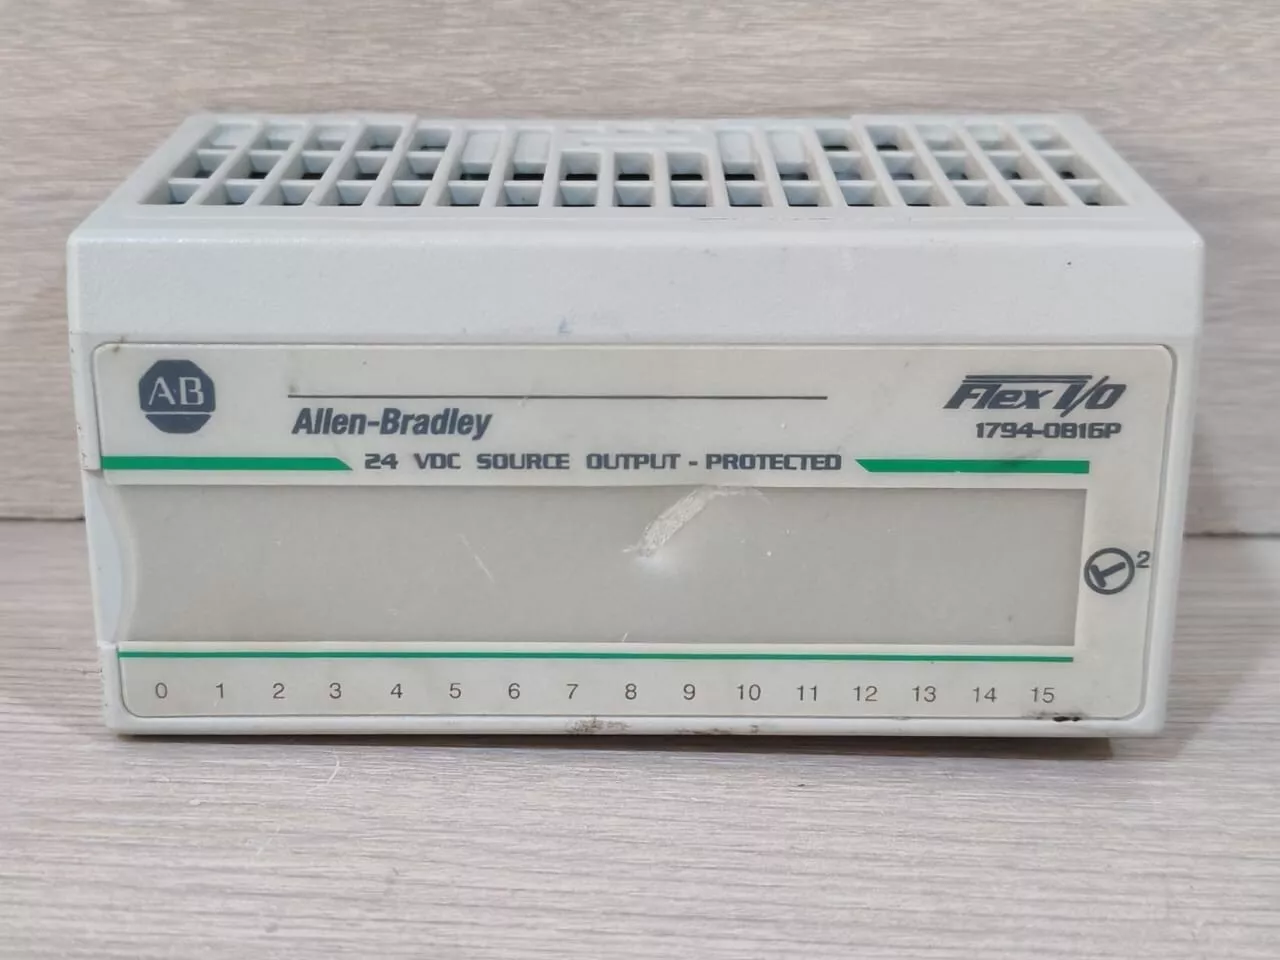 AB
Allen-Bradley
Flex I/O
1794-OB16P
24 VDC SOURCE OUTPUT - PROTECTED
2
0 1 2 3 4 5 6 7 8 9 10 11 12 13 14 15